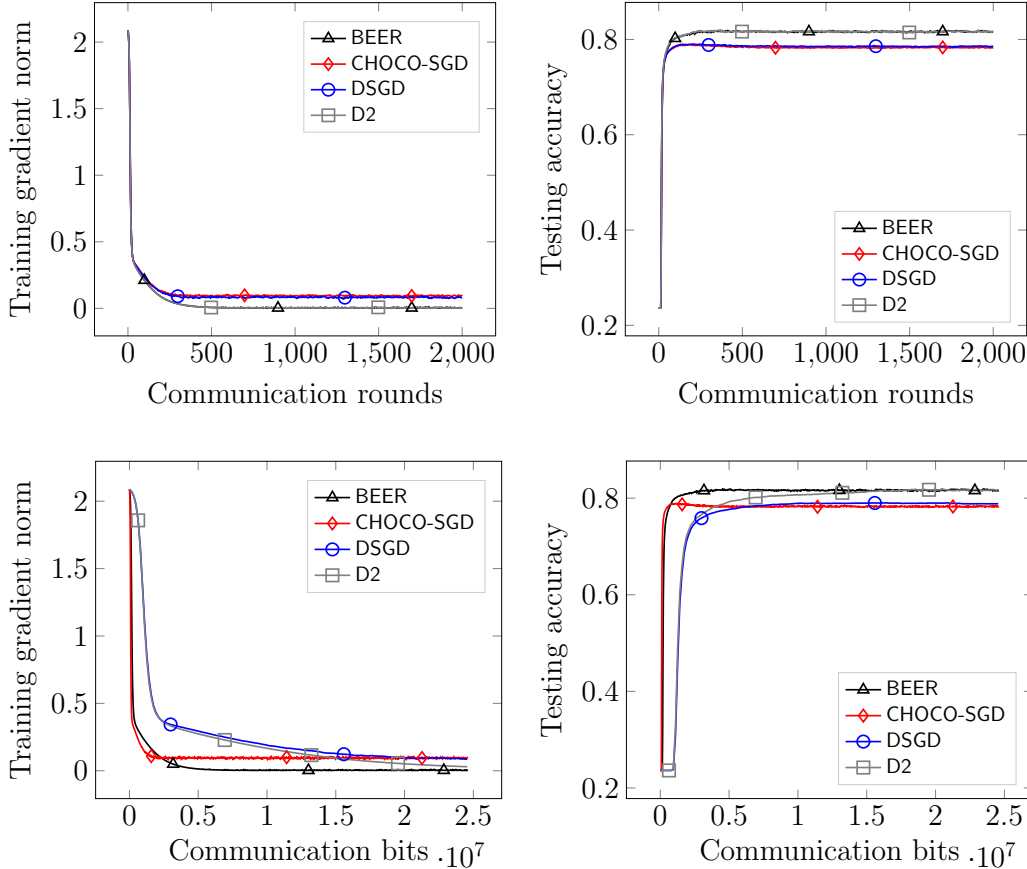 Training gradient norm
2
1
0.5
0
1.5
0
500
1,000
1,500
2,000
Communication rounds
BEER
CHOCO-SGD
DSGD
D2
Testing accuracy
0.8
0.6
0.4
0.2
0
500
1,000
1,500
2,000
Communication rounds
BEER
CHOCO-SGD
DSGD
D2
Training gradient norm
2
1.5
1
0.5
0
0
0.5
1
1.5
2
2.5
Communication bits ·10⁷
BEER
CHOCO-SGD
DSGD
D2
Testing accuracy
0.8
0.6
0.4
0.2
0
0.5
1
1.5
2
2.5
Communication bits ·10⁷
BEER
CHOCO-SGD
DSGD
D2